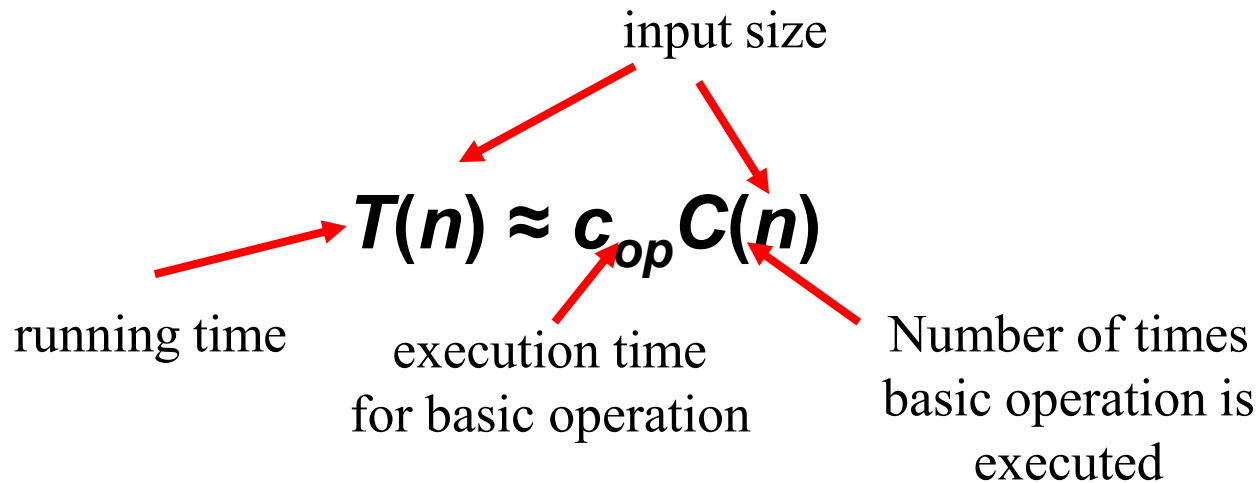 input size
T(n) ≈ c_op C(n)
running time
execution time
for basic operation
Number of times
basic operation is
executed